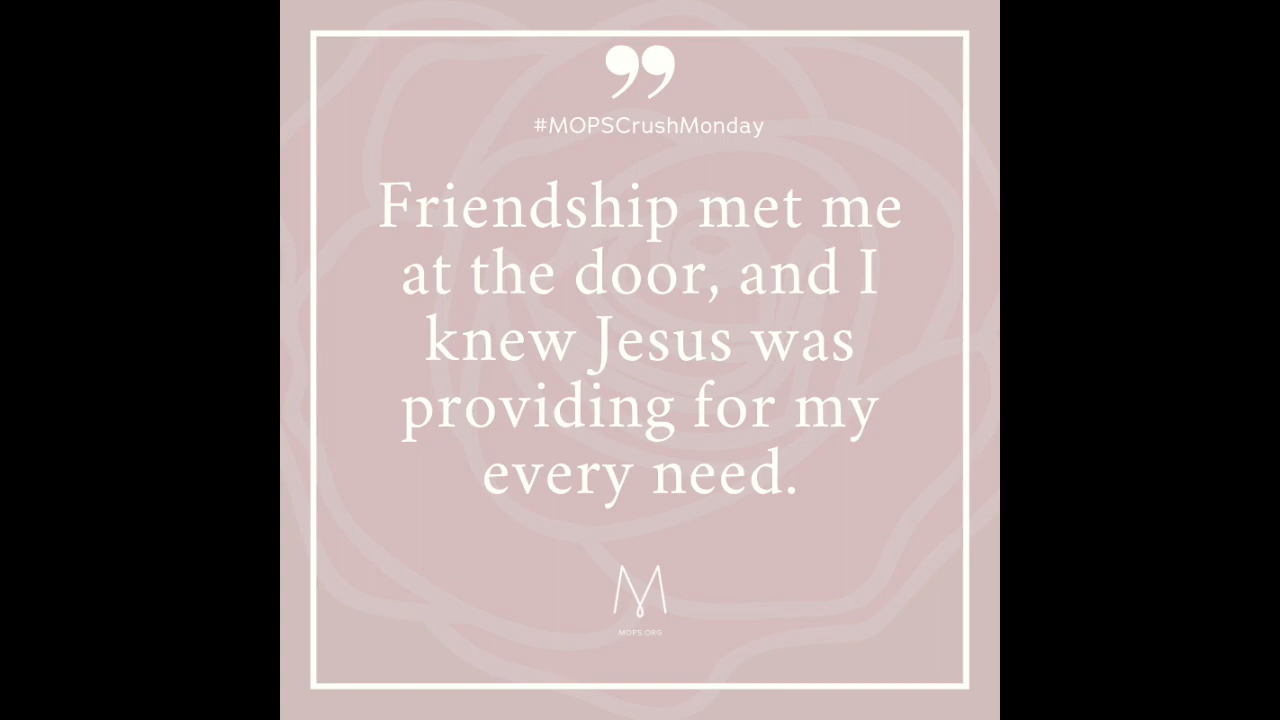 ”
#MOPSCrushMonday
Friendship met me
at the door, and I
knew Jesus was
providing for my
every need.
M
MOPS.ORG